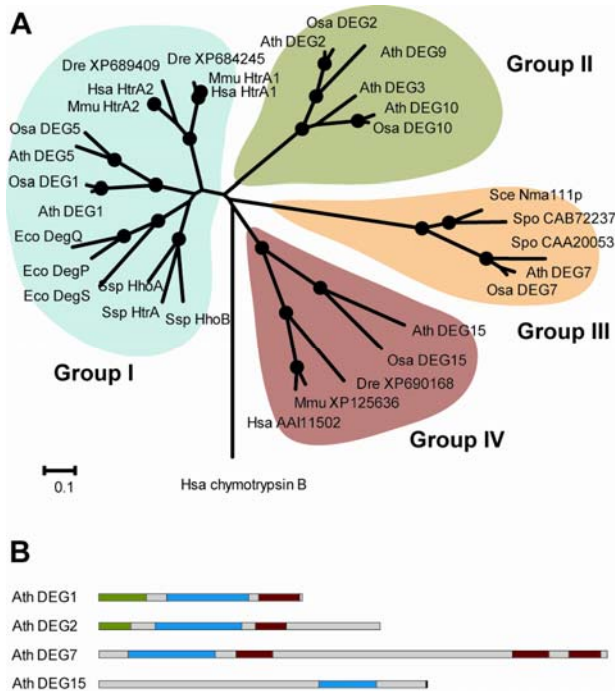 A
Dre XP689409
Dre XP684245
Mmu HtrA1
Hsa HtrA1
Hsa HtrA2
Mmu HtrA2
Osa DEG5
Ath DEG5
Osa DEG1
Ath DEG1
Eco DegQ
Eco DegP
Eco DegS
Ssp HhoA
Ssp HtrA
Ssp HhoB
Group I
Osa DEG2
Ath DEG2
Ath DEG9
Ath DEG3
Ath DEG10
Osa DEG10
Group II
Sce Nma111p
Spo CAB72237
Spo CAA20053
Ath DEG7
Osa DEG7
Group III
Ath DEG15
Osa DEG15
Dre XP690168
Mmu XP125636
Hsa AAI11502
Group IV
Hsa chymotrypsin B
0.1
B
Ath DEG1
Ath DEG2
Ath DEG7
Ath DEG15